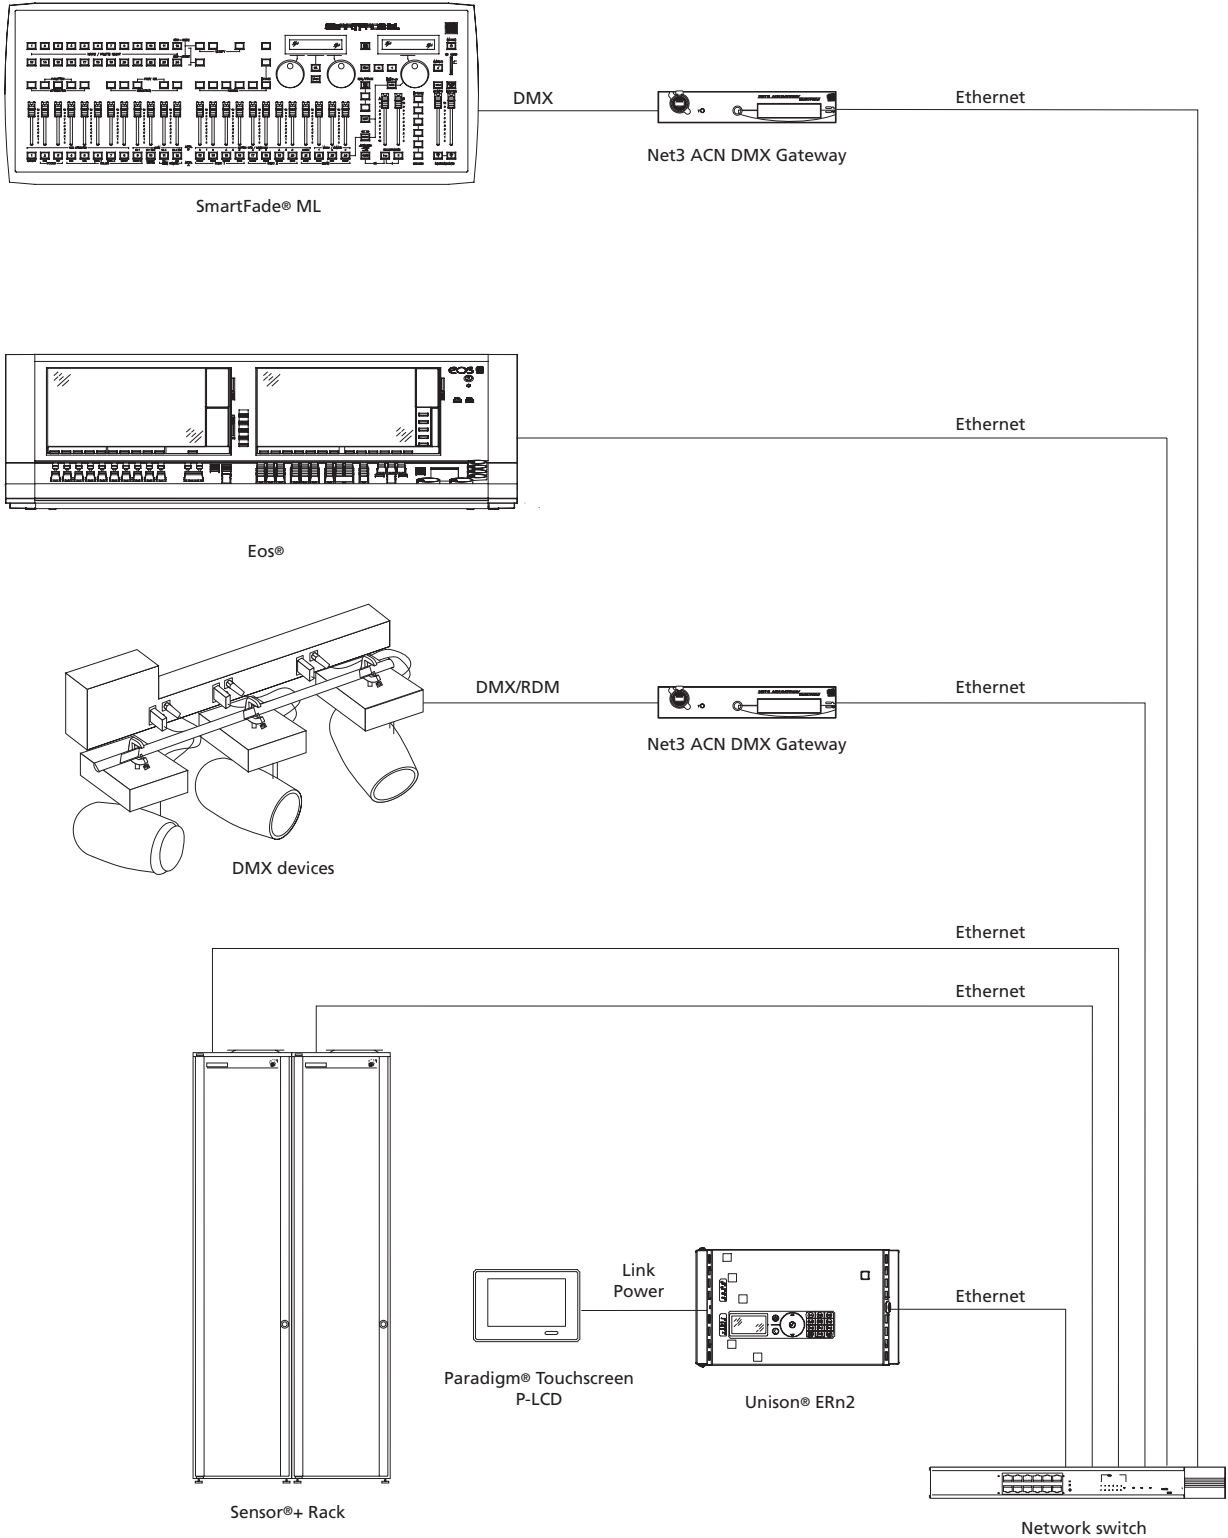 DMX
Ethernet
Net3 ACN DMX Gateway
SmartFade® ML
eos
Ethernet
Eos®
DMX/RDM
Ethernet
Net3 ACN DMX Gateway
DMX devices
Ethernet
Ethernet
Link
Power
Ethernet
Paradigm® Touchscreen
P-LCD
Unison® ERn2
Sensor®+ Rack
Network switch